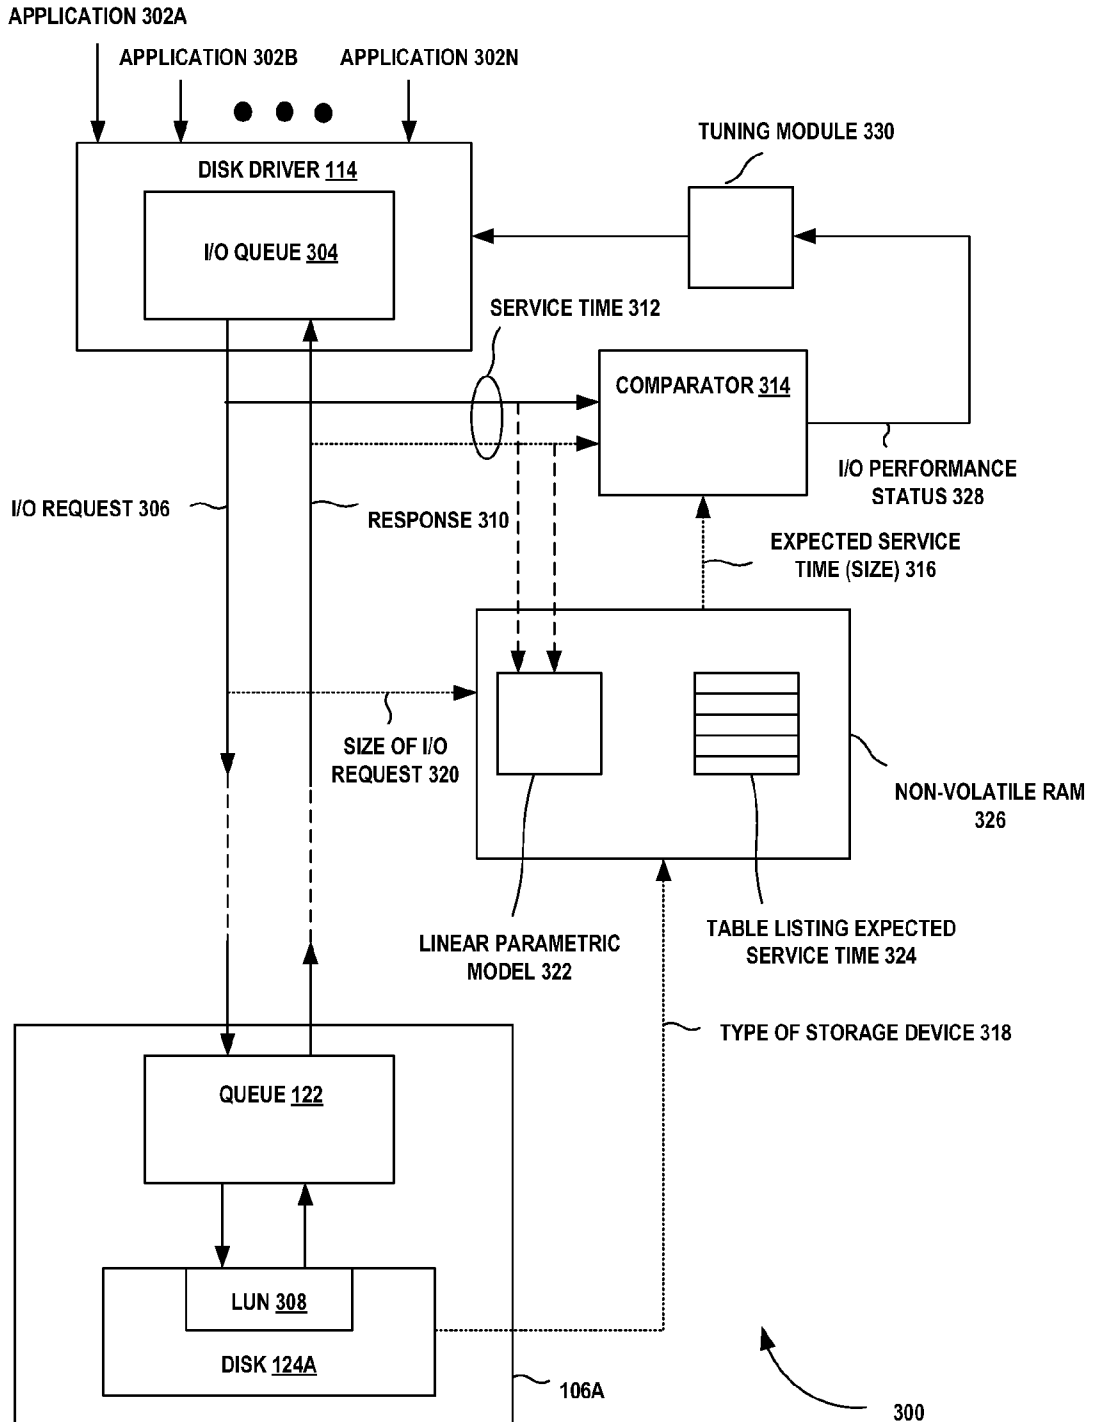 APPLICATION 302A
APPLICATION 302B
APPLICATION 302N
TUNING MODULE 330
DISK DRIVER 114
I/O QUEUE 304
SERVICE TIME 312
COMPARATOR 314
I/O PERFORMANCE
STATUS 328
I/O REQUEST 306
RESPONSE 310
EXPECTED SERVICE
TIME (SIZE) 316
SIZE OF I/O
REQUEST 320
NON-VOLATILE RAM
326
LINEAR PARAMETRIC
MODEL 322
TABLE LISTING EXPECTED
SERVICE TIME 324
TYPE OF STORAGE DEVICE 318
QUEUE 122
LUN 308
DISK 124A
106A
300